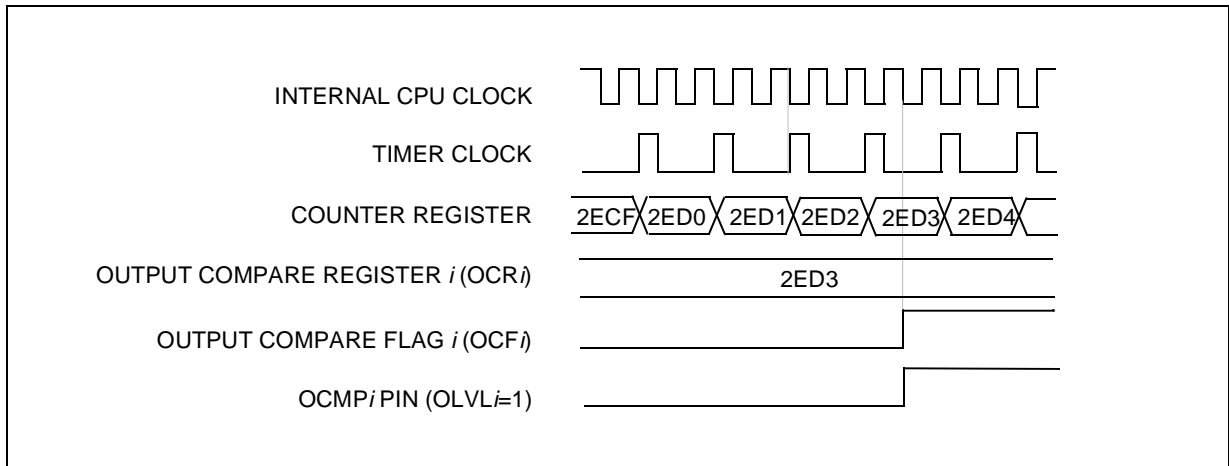 INTERNAL CPU CLOCK
TIMER CLOCK
COUNTER REGISTER 2ECF 2ED0 2ED1 2ED2 2ED3 2ED4
OUTPUT COMPARE REGISTER i (OCRi) 2ED3
OUTPUT COMPARE FLAG i (OCFi)
OCMPi PIN (OLVLi=1)